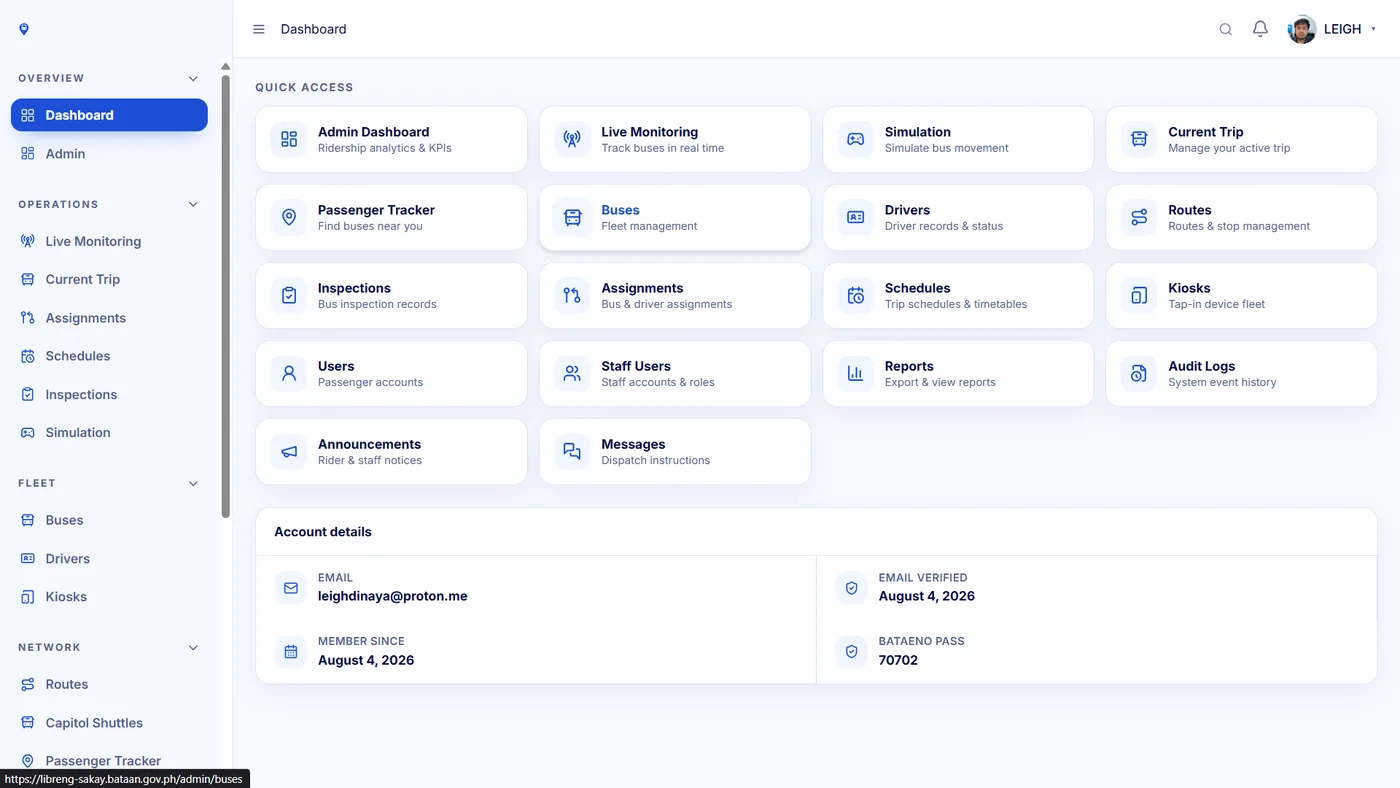 Dashboard
LEIGH
OVERVIEW
Dashboard
Admin
OPERATIONS
Live Monitoring
Current Trip
Assignments
Schedules
Inspections
Simulation
FLEET
Buses
Drivers
Kiosks
NETWORK
Routes
Capitol Shuttles
Passenger Tracker
https://libreng-sakay.bataan.gov.ph/admin/buses
QUICK ACCESS
Admin Dashboard
Ridership analytics & KPIs
Live Monitoring
Track buses in real time
Simulation
Simulate bus movement
Current Trip
Manage your active trip
Passenger Tracker
Find buses near you
Buses
Fleet management
Drivers
Driver records & status
Routes
Routes & stop management
Inspections
Bus inspection records
Assignments
Bus & driver assignments
Schedules
Trip schedules & timetables
Kiosks
Tap-in device fleet
Users
Passenger accounts
Staff Users
Staff accounts & roles
Reports
Export & view reports
Audit Logs
System event history
Announcements
Rider & staff notices
Messages
Dispatch instructions
Account details
EMAIL
leighdinaya@proton.me
EMAIL VERIFIED
August 4, 2026
MEMBER SINCE
August 4, 2026
BATAENO PASS
70702